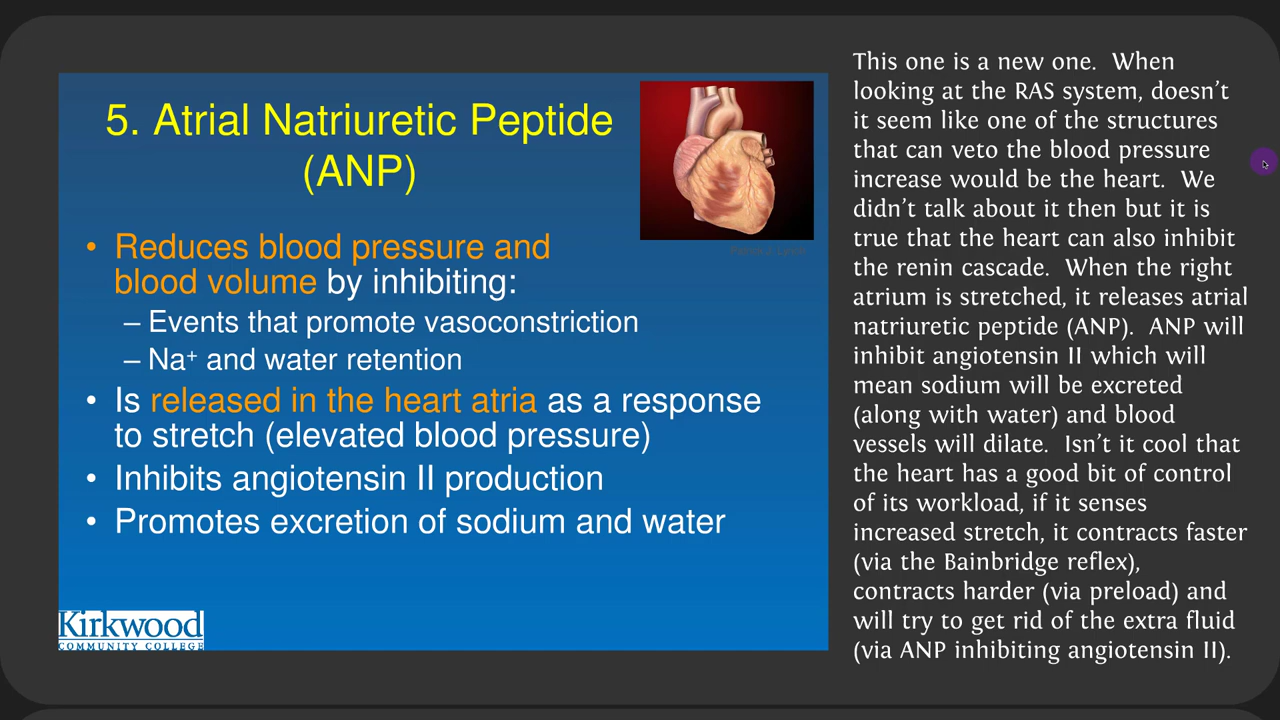 5. Atrial Natriuretic Peptide
(ANP)
• Reduces blood pressure and
blood volume by inhibiting:
– Events that promote vasoconstriction
– Na⁺ and water retention
• Is released in the heart atria as a response
to stretch (elevated blood pressure)
• Inhibits angiotensin II production
• Promotes excretion of sodium and water
Kirkwood
COMMUNITY COLLEGE
This one is a new one. When
looking at the RAS system, doesn’t
it seem like one of the structures
that can veto the blood pressure
increase would be the heart. We
didn’t talk about it then but it is
true that the heart can also inhibit
the renin cascade. When the right
atrium is stretched, it releases atrial
natriuretic peptide (ANP). ANP will
inhibit angiotensin II which will
mean sodium will be excreted
(along with water) and blood
vessels will dilate. Isn’t it cool that
the heart has a good bit of control
of its workload, if it senses
increased stretch, it contracts faster
(via the Bainbridge reflex),
contracts harder (via preload) and
will try to get rid of the extra fluid
(via ANP inhibiting angiotensin II).